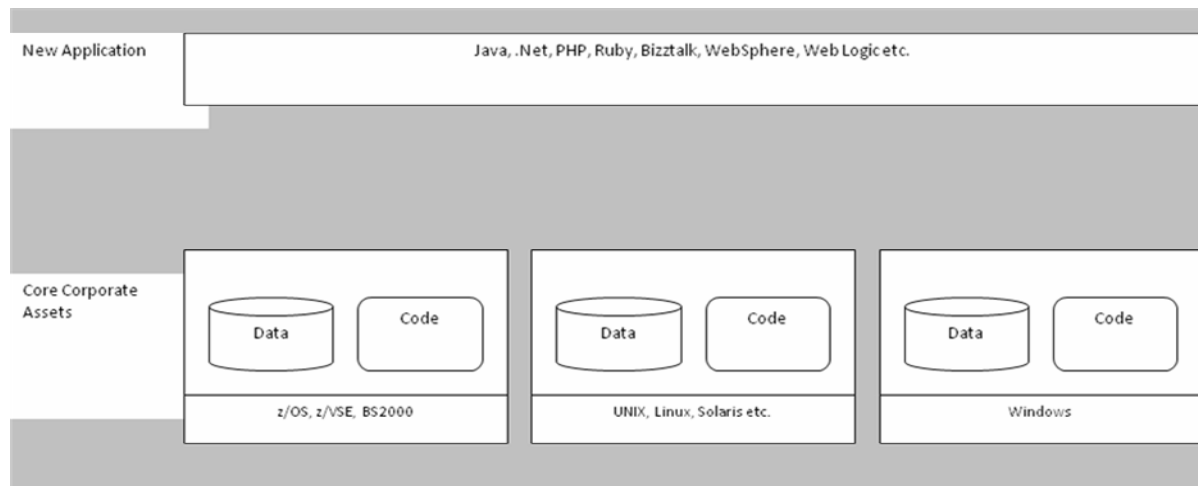 New Application
Java, .Net, PHP, Ruby, Bizztalk, WebSphere, Web Logic etc.
Core Corporate
Assets
Data
Code
z/OS, z/VSE, BS2000
Data
Code
UNIX, Linux, Solaris etc.
Data
Code
Windows